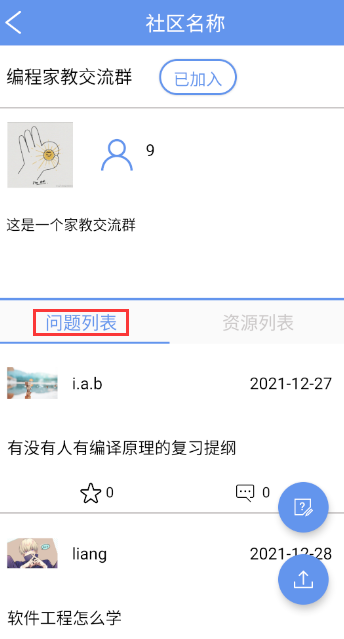 社区名称
编程家教交流群 已加入
9
这是一个家教交流群
问题列表 资源列表
i.a.b 2021-12-27
有没有人有编译原理的复习提纲
0 0
liang 2021-12-28
软件工程怎么学